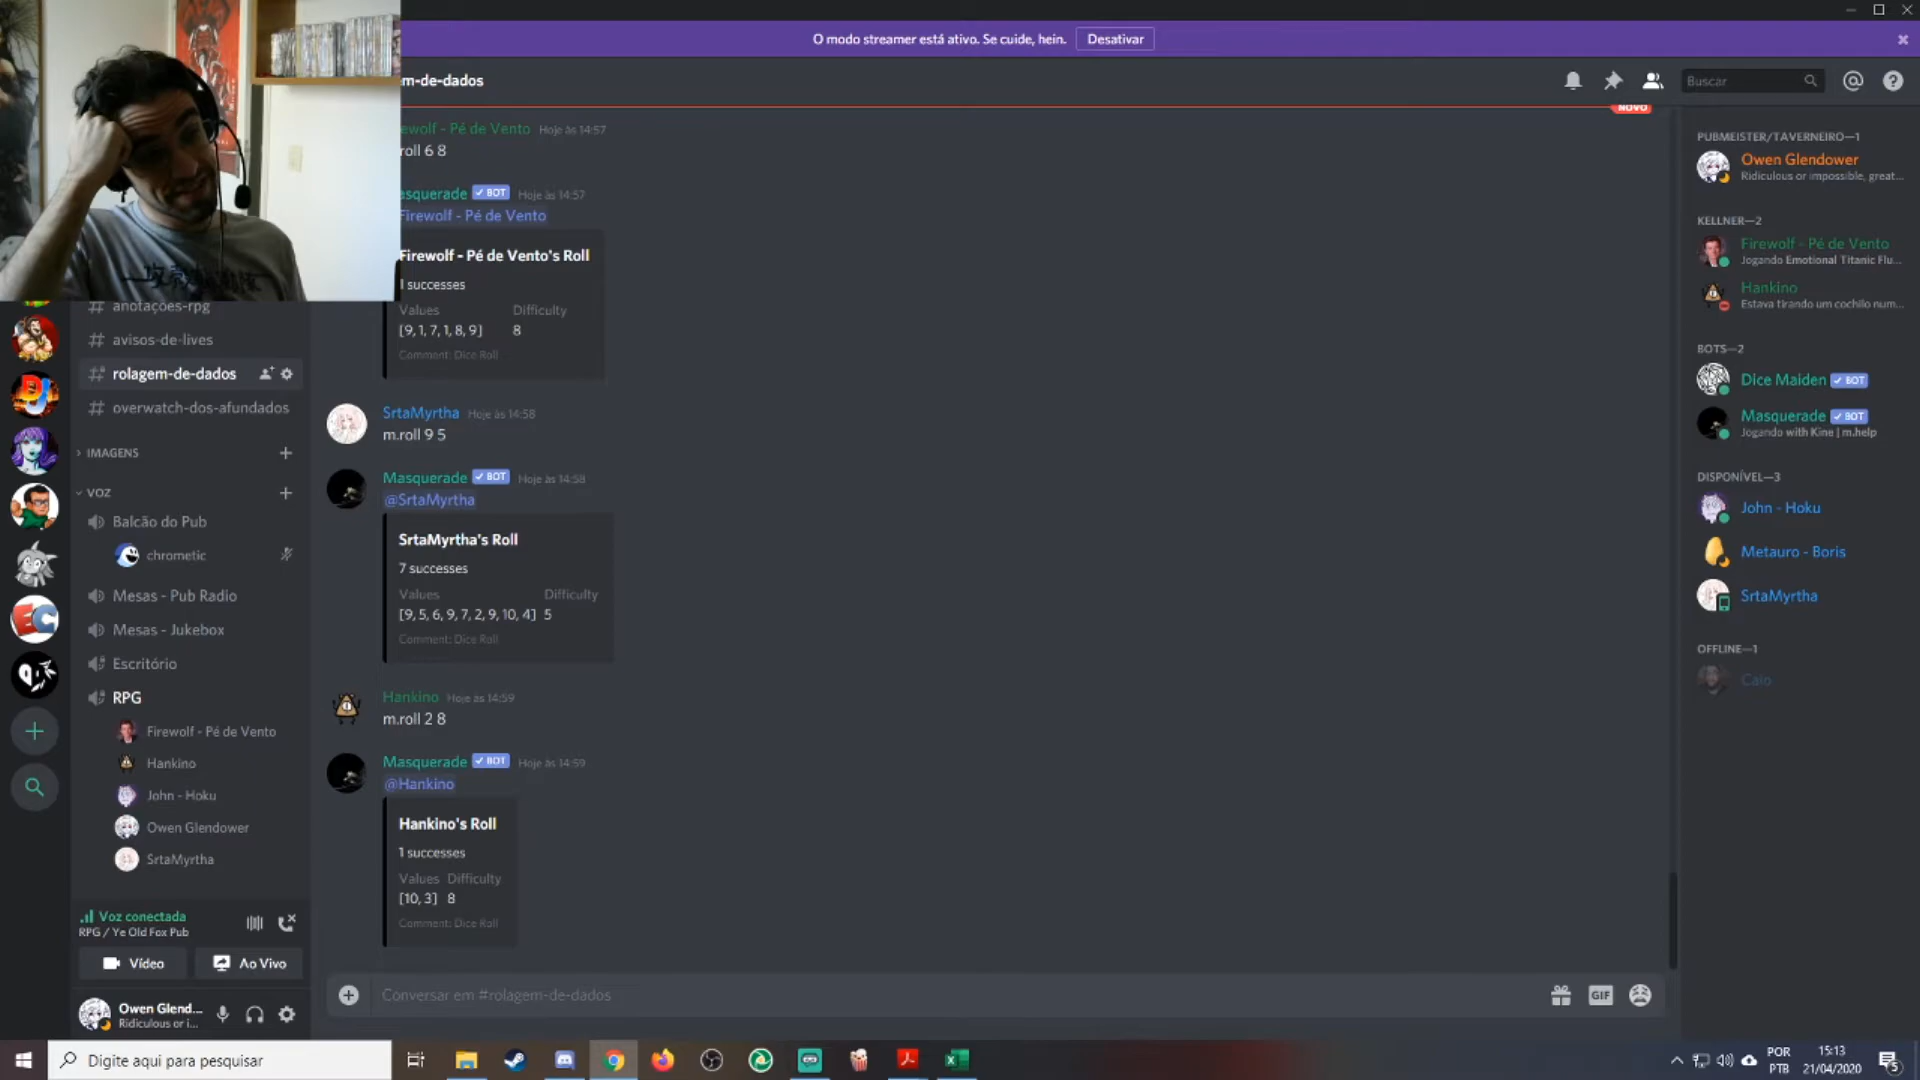 O modo streamer está ativo. Se cuide, hein. Desativar
m-de-dados
Buscar
NOVO
ewolf - Pé de Vento Hoje às 14:57
roll 6 8
asquerade BOT Hoje às 14:57
Firewolf - Pé de Vento
Firewolf - Pé de Vento's Roll
1 successes
Values Difficulty
[9, 1, 7, 1, 8, 9] 8
Comment: Dice Roll
SrtaMyrtha Hoje às 14:58
m.roll 9 5
Masquerade BOT Hoje às 14:58
@SrtaMyrtha
SrtaMyrtha's Roll
7 successes
Values Difficulty
[9, 5, 6, 9, 7, 2, 9, 10, 4] 5
Comment: Dice Roll
Hankino Hoje às 14:59
m.roll 2 8
Masquerade BOT Hoje às 14:59
@Hankino
Hankino's Roll
1 successes
Values Difficulty
[10, 3] 8
Comment: Dice Roll
Conversar em #rolagem-de-dados
GIF
anotações-rpg
avisos-de-lives
rolagem-de-dados
overwatch-dos-afundados
IMAGENS
VOZ
Balcão do Pub
chrometic
Mesas - Pub Radio
Mesas - Jukebox
Escritório
RPG
Firewolf - Pé de Vento
Hankino
John - Hoku
Owen Glendower
SrtaMyrtha
Voz conectada
RPG / Ye Old Fox Pub
Vídeo Ao Vivo
Owen Glend...
Ridiculous or i...
PUBMEISTER/TAVERNEIRO—1
Owen Glendower
Ridiculous or impossible, great...
KELLNER—2
Firewolf - Pé de Vento
Jogando Emotional Titanic Flu...
Hankino
Estava tirando um cochilo num...
BOTS—2
Dice Maiden BOT
Masquerade BOT
Jogando with Kine | m.help
DISPONÍVEL—3
John - Hoku
Metauro - Boris
SrtaMyrtha
OFFLINE—1
Caio
DJ
EC
Digite aqui para pesquisar
POR
PTB
15:13
21/04/2020
5